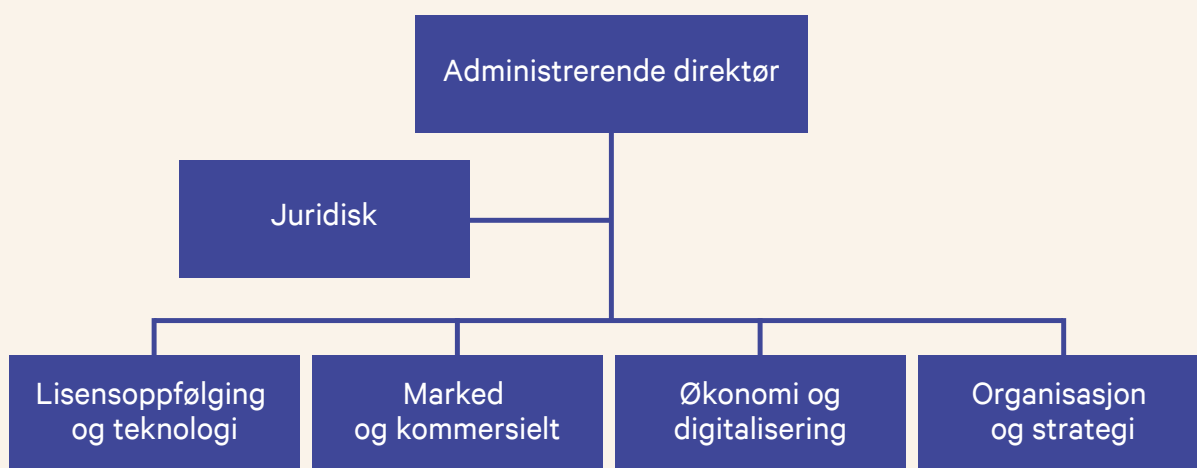 Administrerende direktør
Juridisk
Lisensoppfølging
og teknologi
Marked
og kommersielt
Økonomi og
digitalisering
Organisasjon
og strategi